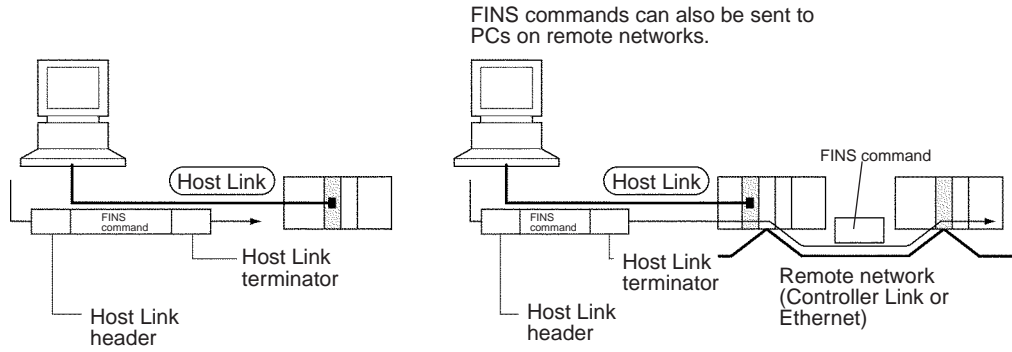 FINS commands can also be sent to
PCs on remote networks.
Host Link
FINS
command
Host Link
terminator
Host Link
header
Host Link
FINS command
FINS
command
Host Link
terminator
Host Link
header
Remote network
(Controller Link or
Ethernet)